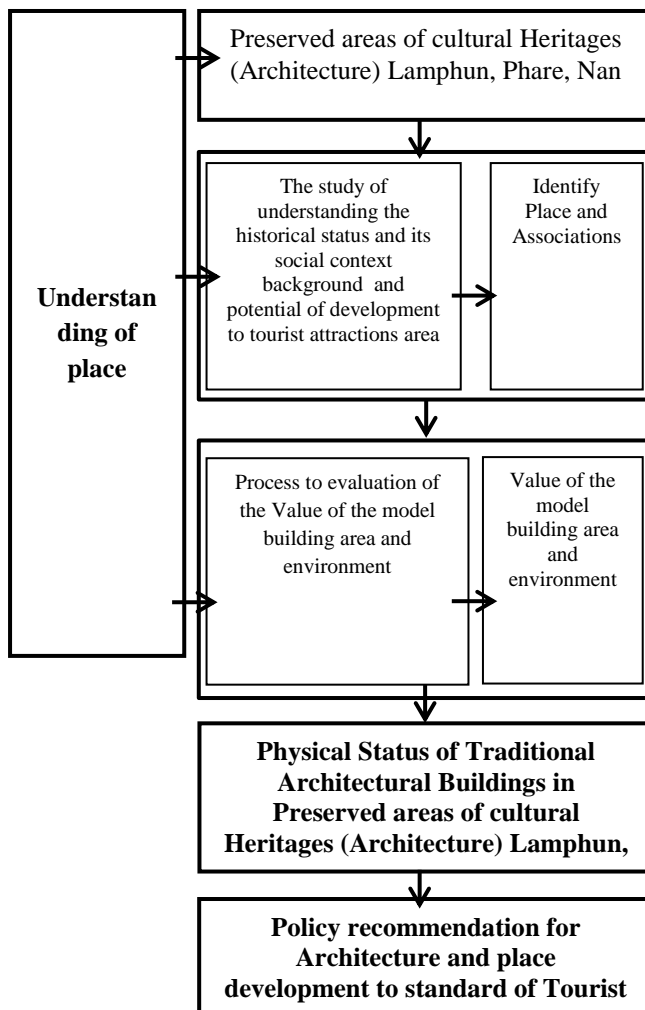 Preserved areas of cultural Heritages
(Architecture) Lamphun, Phare, Nan
The study of
understanding the
historical status and its
social context
background and
potential of development
to tourist attractions area
Identify
Place and
Associations
Understan
ding of
place
Process to evaluation of
the Value of the model
building area and
environment
Value of the
model
building area
and
environment
Physical Status of Traditional
Architectural Buildings in
Preserved areas of cultural
Heritages (Architecture) Lamphun,
Policy recommendation for
Architecture and place
development to standard of Tourist